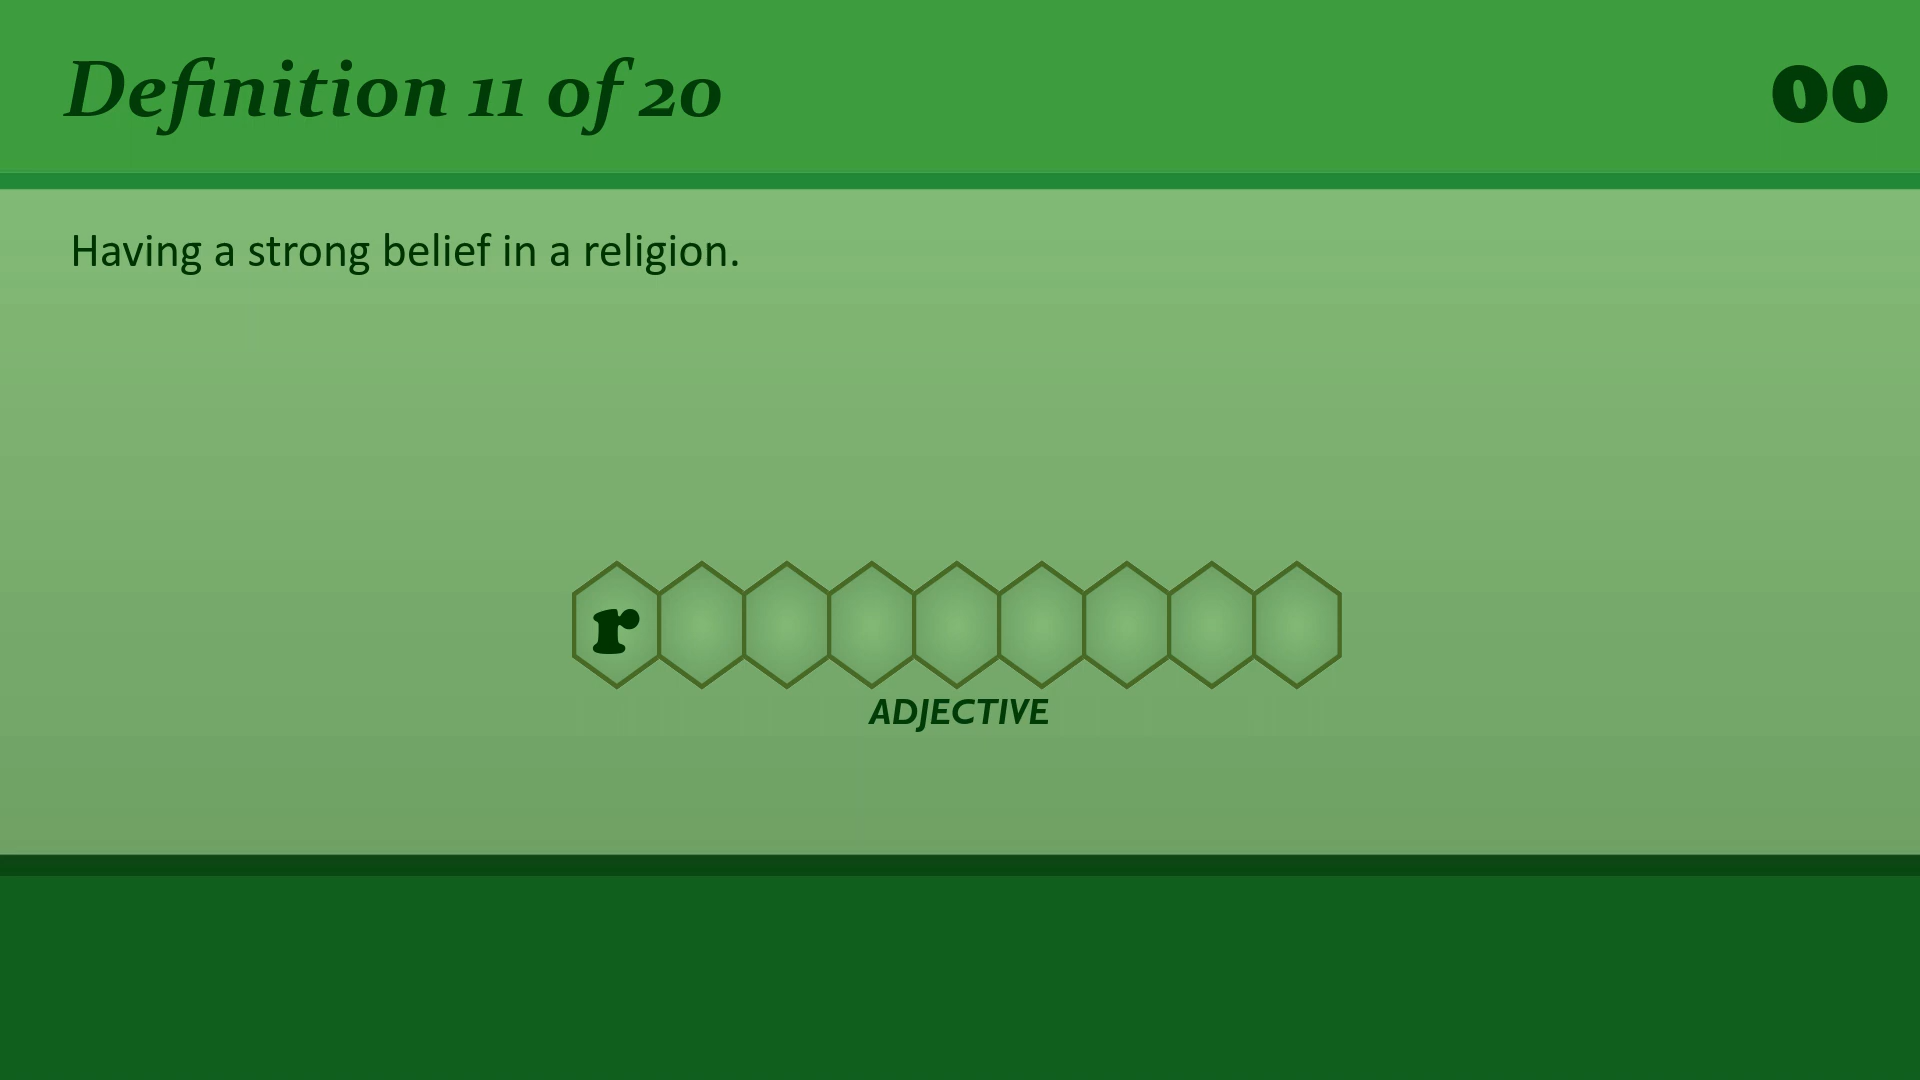 Definition 11 of 20
00
Having a strong belief in a religion.
r
ADJECTIVE